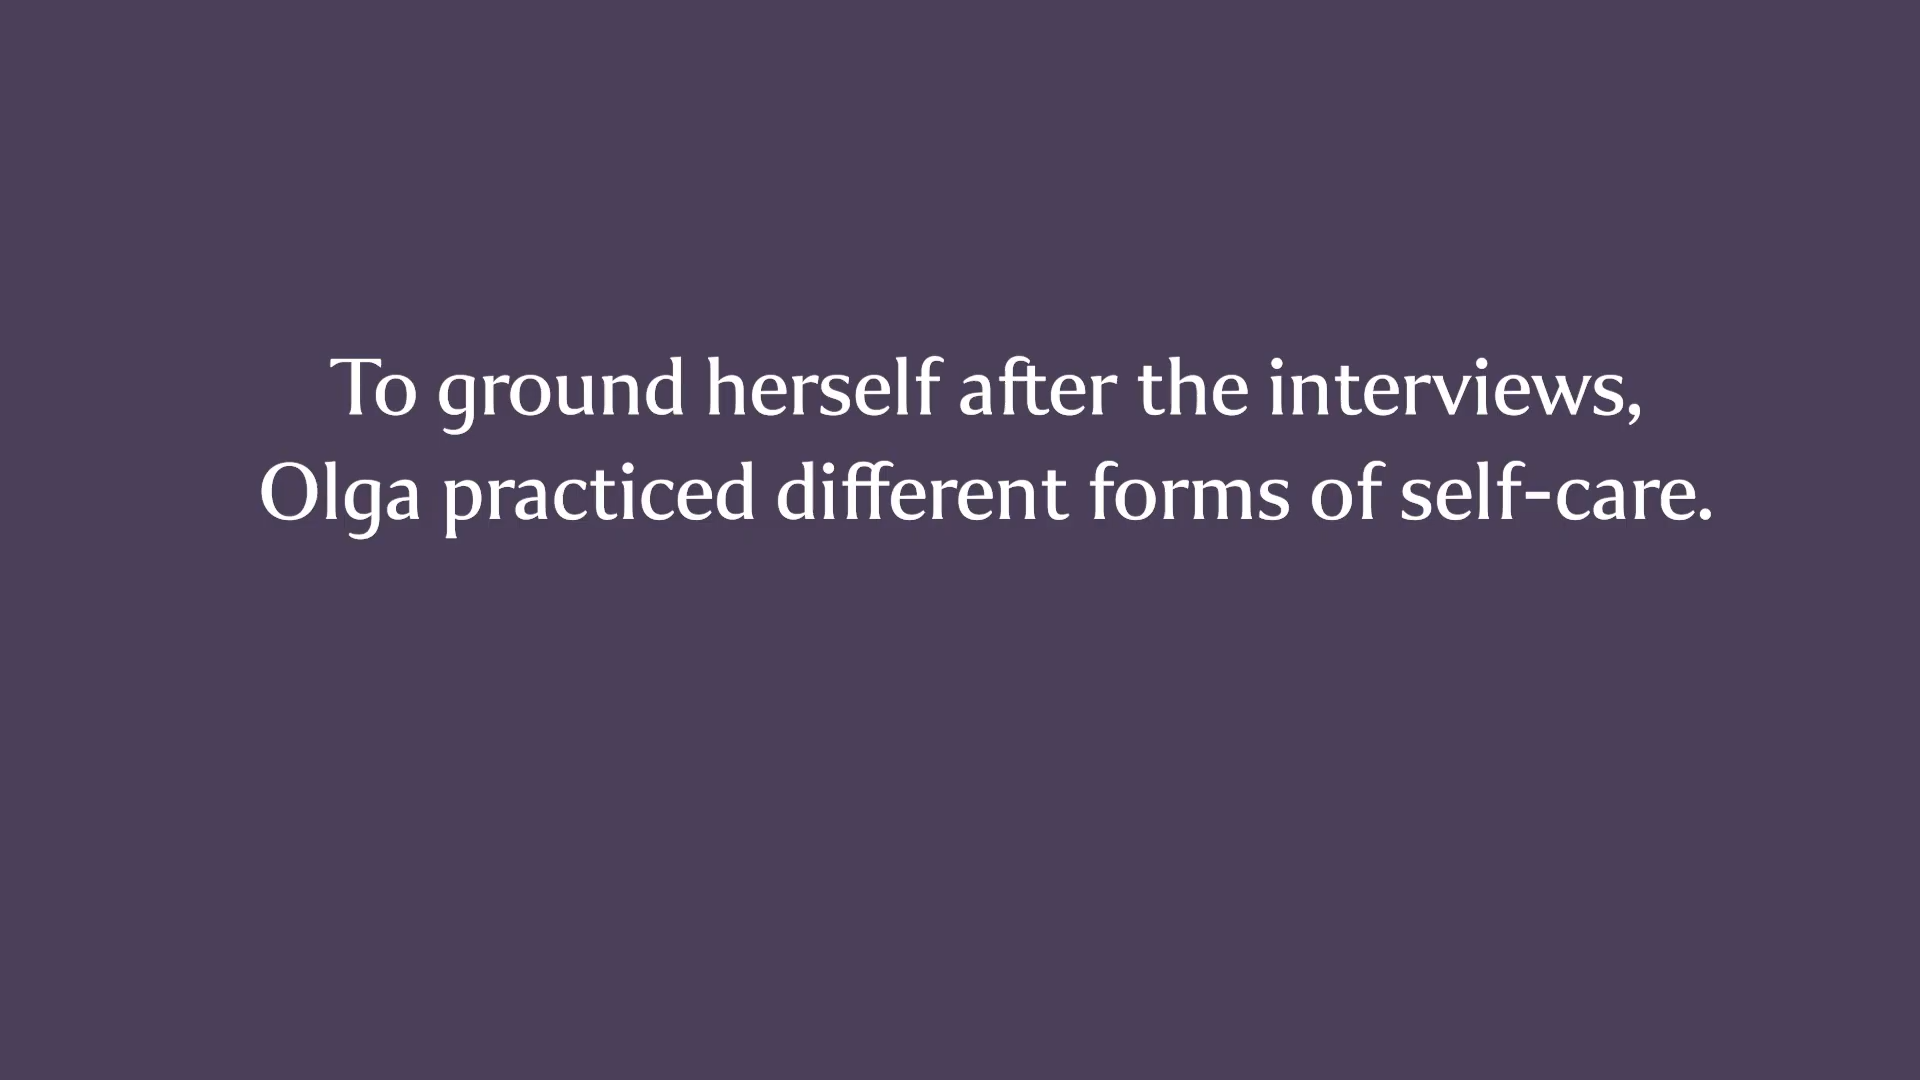 To ground herself after the interviews,
Olga practiced different forms of self-care.